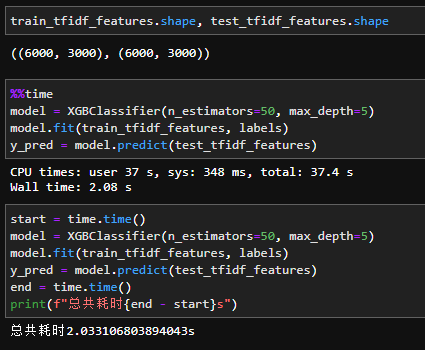 train_tfidf_features.shape, test_tfidf_features.shape
((6000, 3000), (6000, 3000))
%%time
model = XGBClassifier(n_estimators=50, max_depth=5)
model.fit(train_tfidf_features, labels)
y_pred = model.predict(test_tfidf_features)
CPU times: user 37 s, sys: 348 ms, total: 37.4 s
Wall time: 2.08 s
start = time.time()
model = XGBClassifier(n_estimators=50, max_depth=5)
model.fit(train_tfidf_features, labels)
y_pred = model.predict(test_tfidf_features)
end = time.time()
print(f"总共耗时{end - start}s")
总共耗时2.033106803894043s